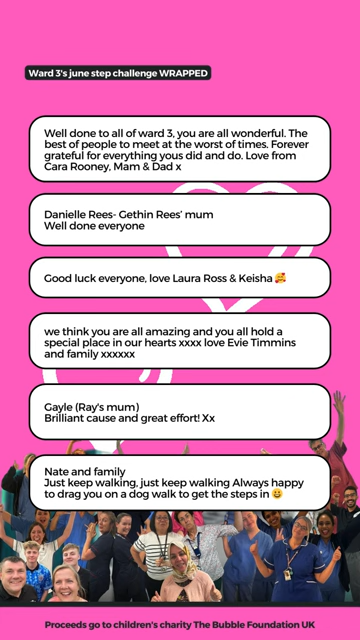 Ward 3's june step challenge WRAPPED
Well done to all of ward 3, you are all wonderful. The
best of people to meet at the worst of times. Forever
grateful for everything yous did and do. Love from
Cara Rooney, Mam & Dad x
Danielle Rees- Gethin Rees' mum
Well done everyone
Good luck everyone, love Laura Ross & Keisha🥰
we think you are all amazing and you all hold a
special place in our hearts xxxx love Evie Timmins
and family xxxxxx
Gayle (Ray's mum)
Brilliant cause and great effort! Xx
Nate and family
Just keep walking, just keep walking Always happy
to drag you on a dog walk to get the steps in 😀
Proceeds go to children's charity The Bubble Foundation UK